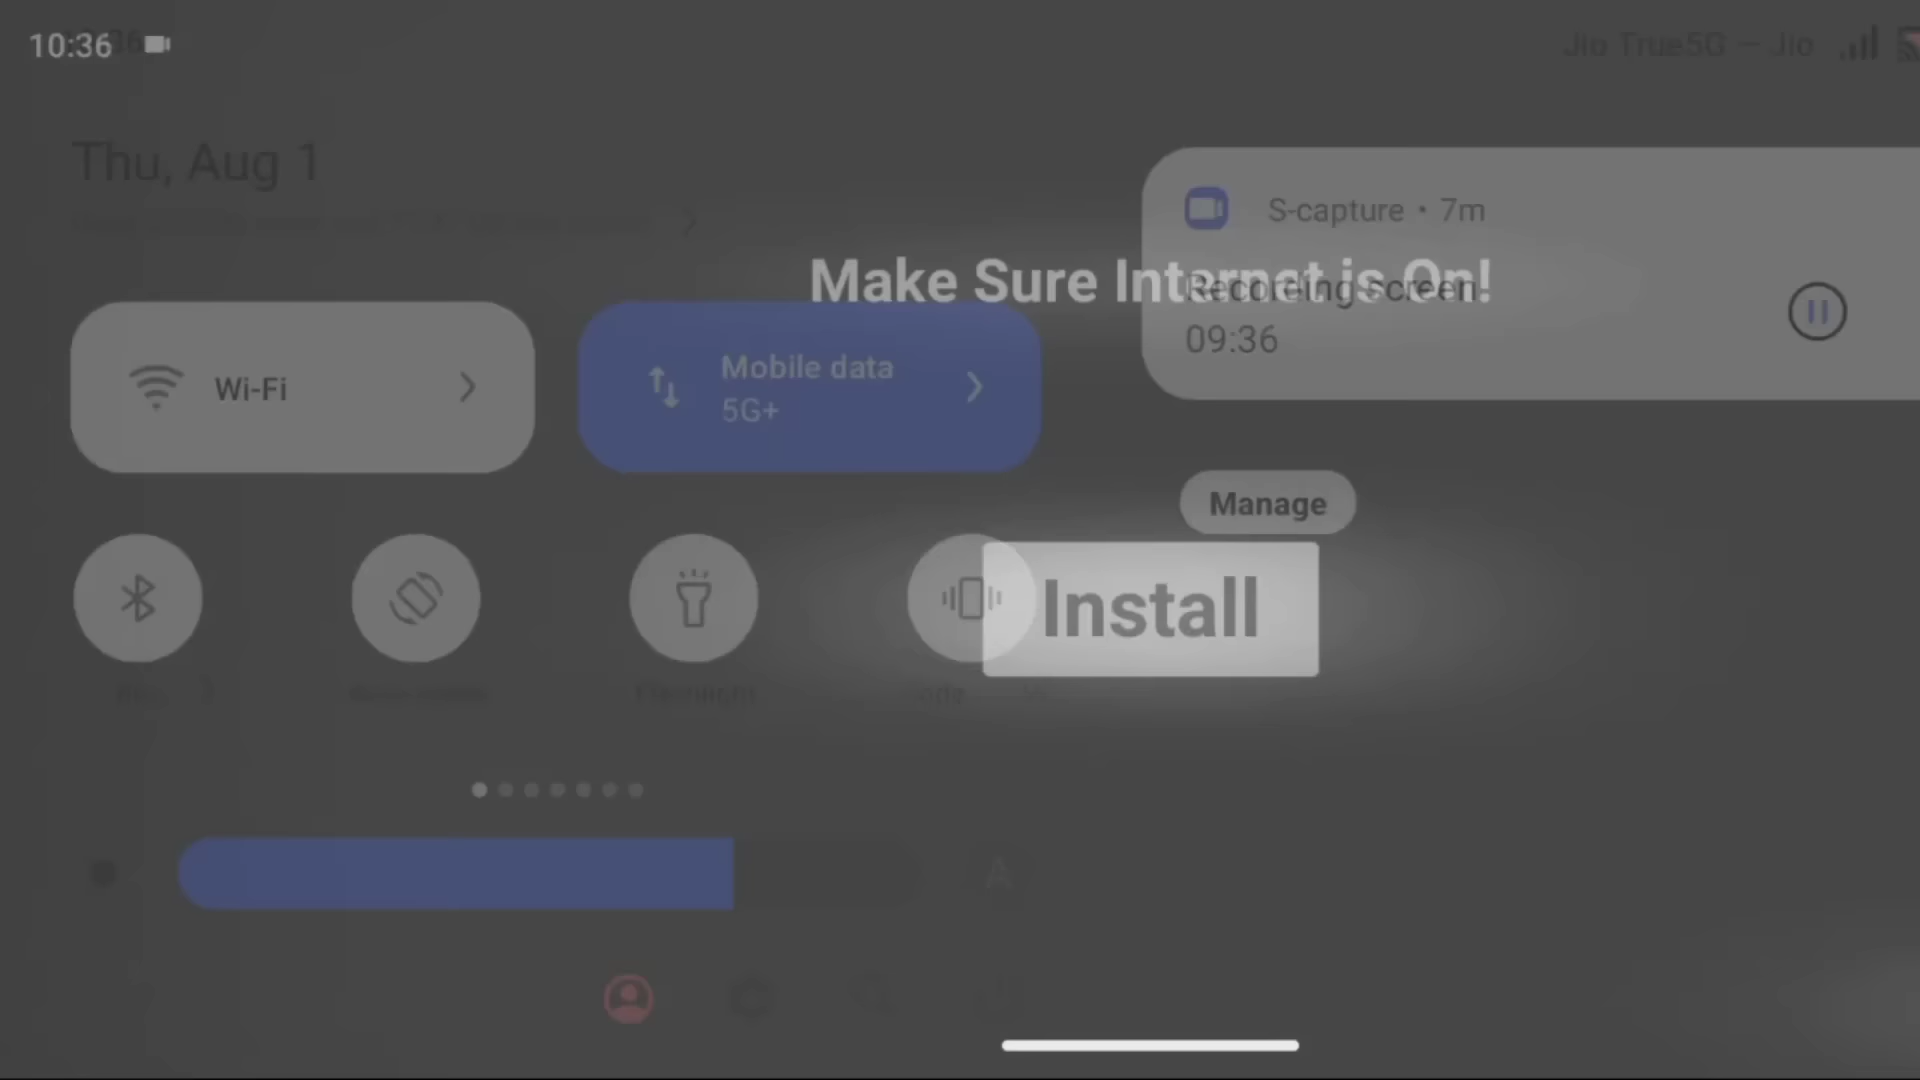 10:36
Jio True5G — Jio
Thu, Aug 1
S-capture • 7m
Make Sure Internet is On!
Recording screen
09:36
Wi-Fi
Mobile data
5G+
Manage
Install
Flashlight
A